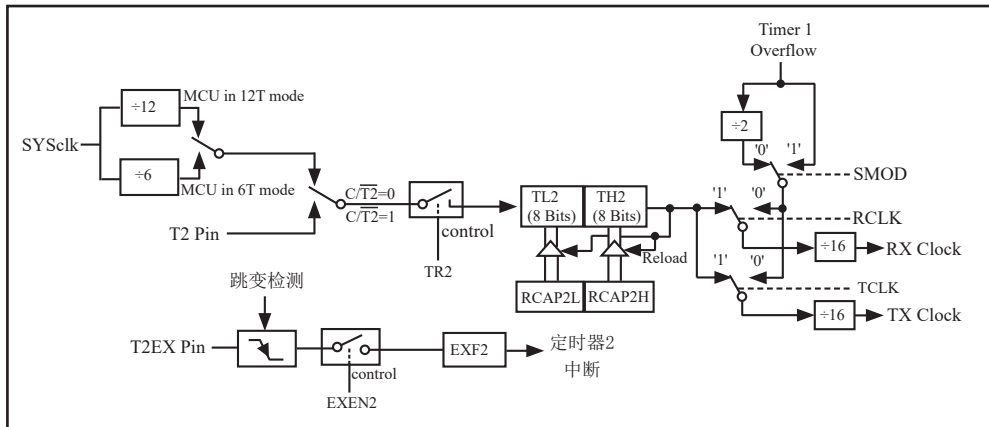 Timer 1
Overflow
÷12
MCU in 12T mode
SYSclk
÷6
MCU in 6T mode
÷2
'0'
'1'
SMOD
C/T2=0
C/T2=1
T2 Pin
control
TR2
TL2
(8 Bits)
TH2
(8 Bits)
Reload
RCAP2L
RCAP2H
'1'
'0'
RCLK
÷16
RX Clock
'1'
'0'
TCLK
÷16
TX Clock
跳变检测
T2EX Pin
control
EXEN2
EXF2
定时器2
中断